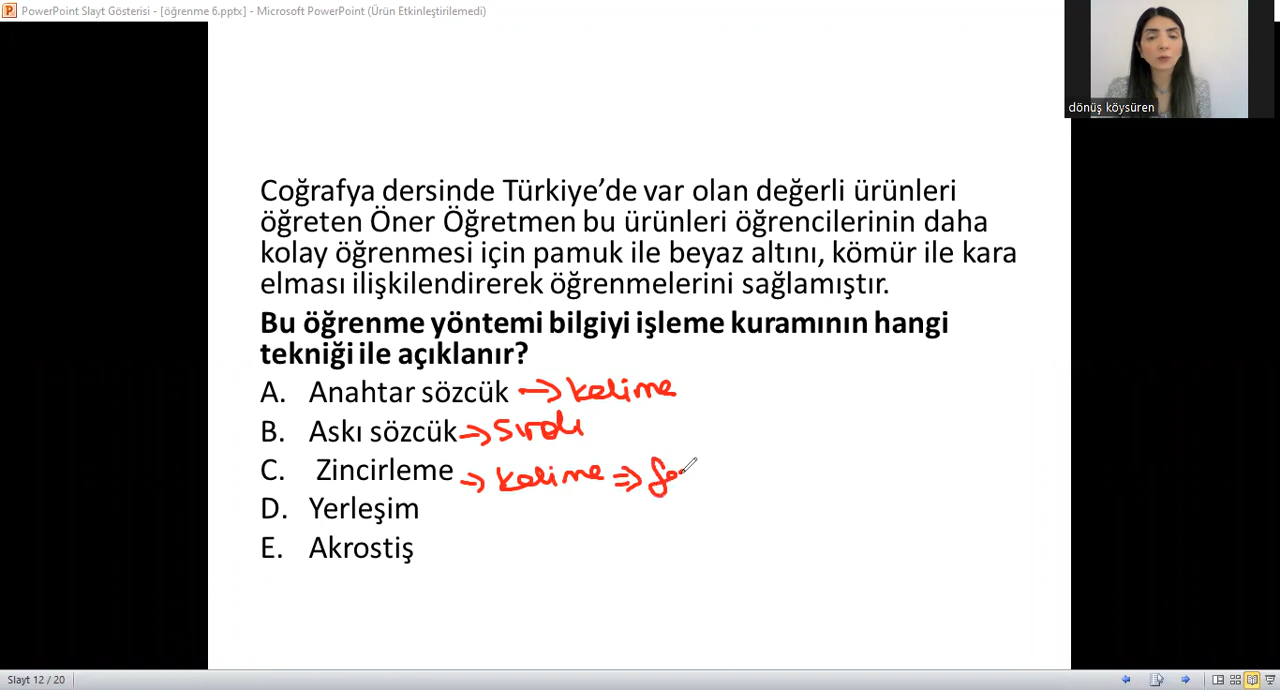 PowerPoint Slayt Gösterisi - [öğrenme 6.pptx] - Microsoft PowerPoint (Ürün Etkinleştirilemedi)
dönüş köysüren
Coğrafya dersinde Türkiye’de var olan değerli ürünleri
öğreten Öner Öğretmen bu ürünleri öğrencilerinin daha
kolay öğrenmesi için pamuk ile beyaz altını, kömür ile kara
elması ilişkilendirerek öğrenmelerini sağlamıştır.
Bu öğrenme yöntemi bilgiyi işleme kuramının hangi
tekniği ile açıklanır?
A. Anahtar sözcük → kelime
B. Askı sözcük → sıralı
C. Zincirleme → kelime ⇒
D. Yerleşim
E. Akrostiş
Slayt 12 / 20